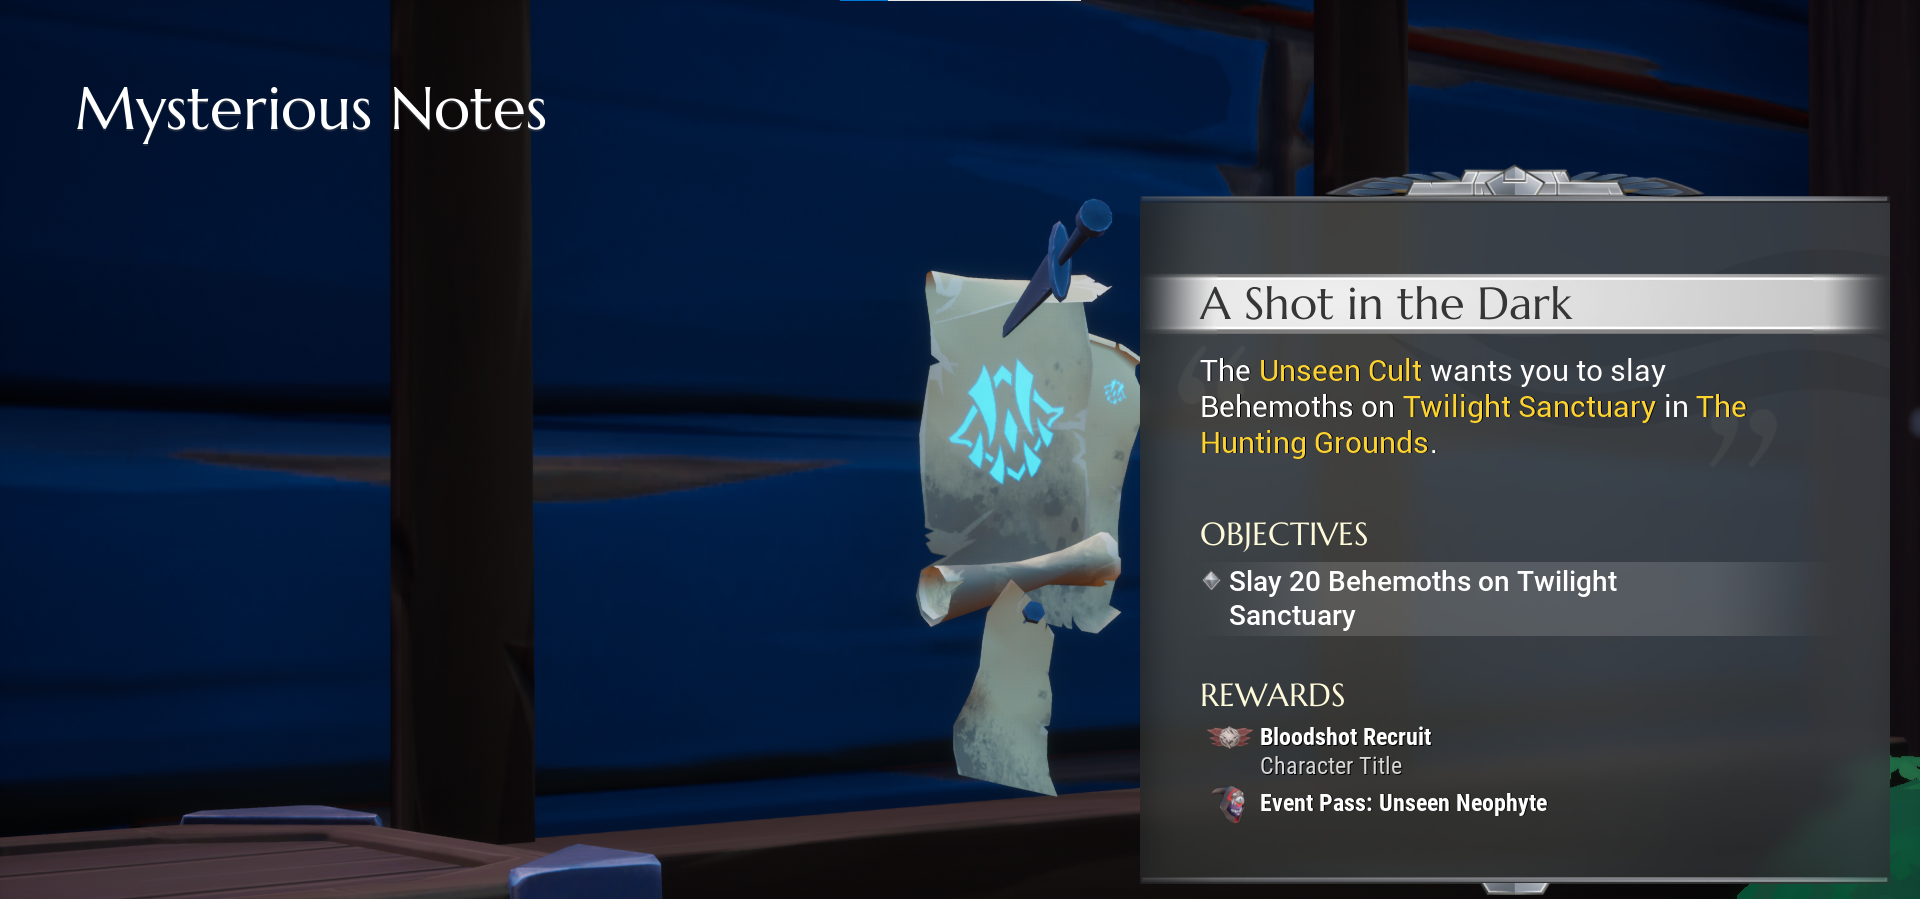 Mysterious Notes
A Shot in the Dark
The Unseen Cult wants you to slay
Behemoths on Twilight Sanctuary in The
Hunting Grounds.
OBJECTIVES
Slay 20 Behemoths on Twilight
Sanctuary
REWARDS
Bloodshot Recruit
Character Title
Event Pass: Unseen Neophyte